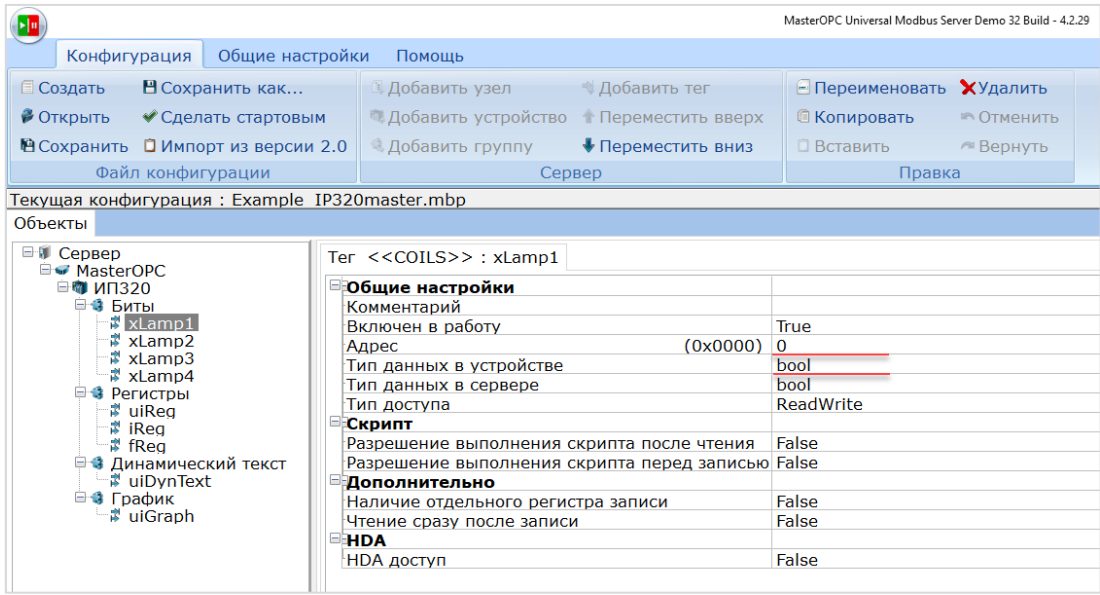 MasterOPC Universal Modbus Server Demo 32 Build - 4.2.29
Конфигурация Общие настройки Помощь
Создать Сохранить как... Добавить узел Добавить тег Переименовать Удалить
Открыть Сделать стартовым Добавить устройство Переместить вверх Копировать Отменить
Сохранить Импорт из версии 2.0 Добавить группу Переместить вниз Вставить Вернуть
Файл конфигурации Сервер Правка
Текущая конфигурация : Example_IP320master.mbp
Объекты
Сервер
MasterOPC
ИП320
Биты
xLamp1
xLamp2
xLamp3
xLamp4
Регистры
uiReg
iReg
fReg
Динамический текст
uiDynText
График
uiGraph
Тег <<COILS>> : xLamp1
Общие настройки
Комментарий
Включен в работу True
Адрес (0x0000) 0
Тип данных в устройстве bool
Тип данных в сервере bool
Тип доступа ReadWrite
Скрипт
Разрешение выполнения скрипта после чтения False
Разрешение выполнения скрипта перед записью False
Дополнительно
Наличие отдельного регистра записи False
Чтение сразу после записи False
HDA
HDA доступ False